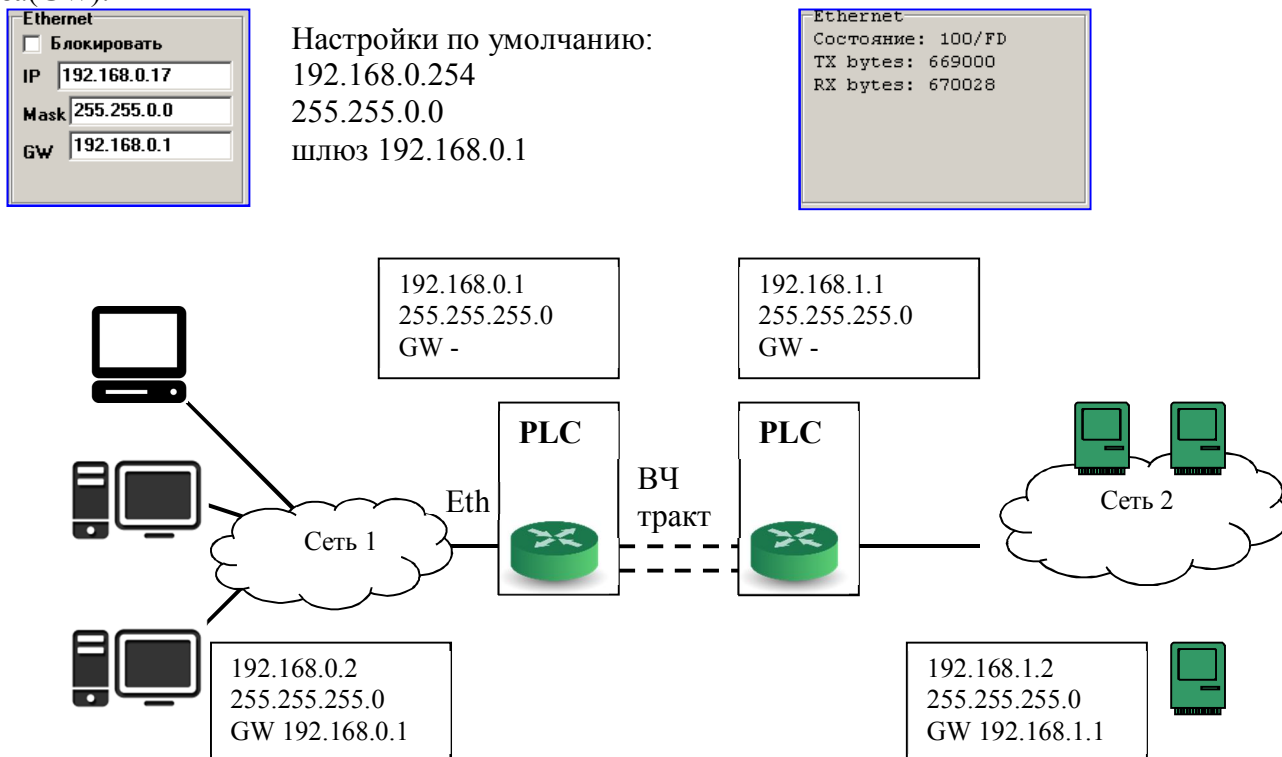 Ethernet
Блокировать
IP 192.168.0.17
Mask 255.255.0.0
GW 192.168.0.1
Настройки по умолчанию:
192.168.0.254
255.255.0.0
шлюз 192.168.0.1
Ethernet
Состояние: 100/FD
TX bytes: 669000
RX bytes: 670028
192.168.0.1
255.255.255.0
GW -
192.168.1.1
255.255.255.0
GW -
PLC
PLC
Eth
ВЧ
тракт
Сеть 1
Сеть 2
192.168.0.2
255.255.255.0
GW 192.168.0.1
192.168.1.2
255.255.255.0
GW 192.168.1.1